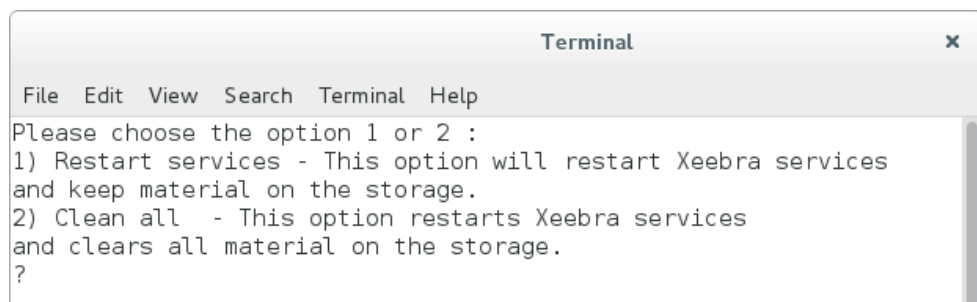 Terminal
File Edit View Search Terminal Help
Please choose the option 1 or 2 :
1) Restart services - This option will restart Xeebra services
and keep material on the storage.
2) Clean all  - This option restarts Xeebra services
and clears all material on the storage.
?